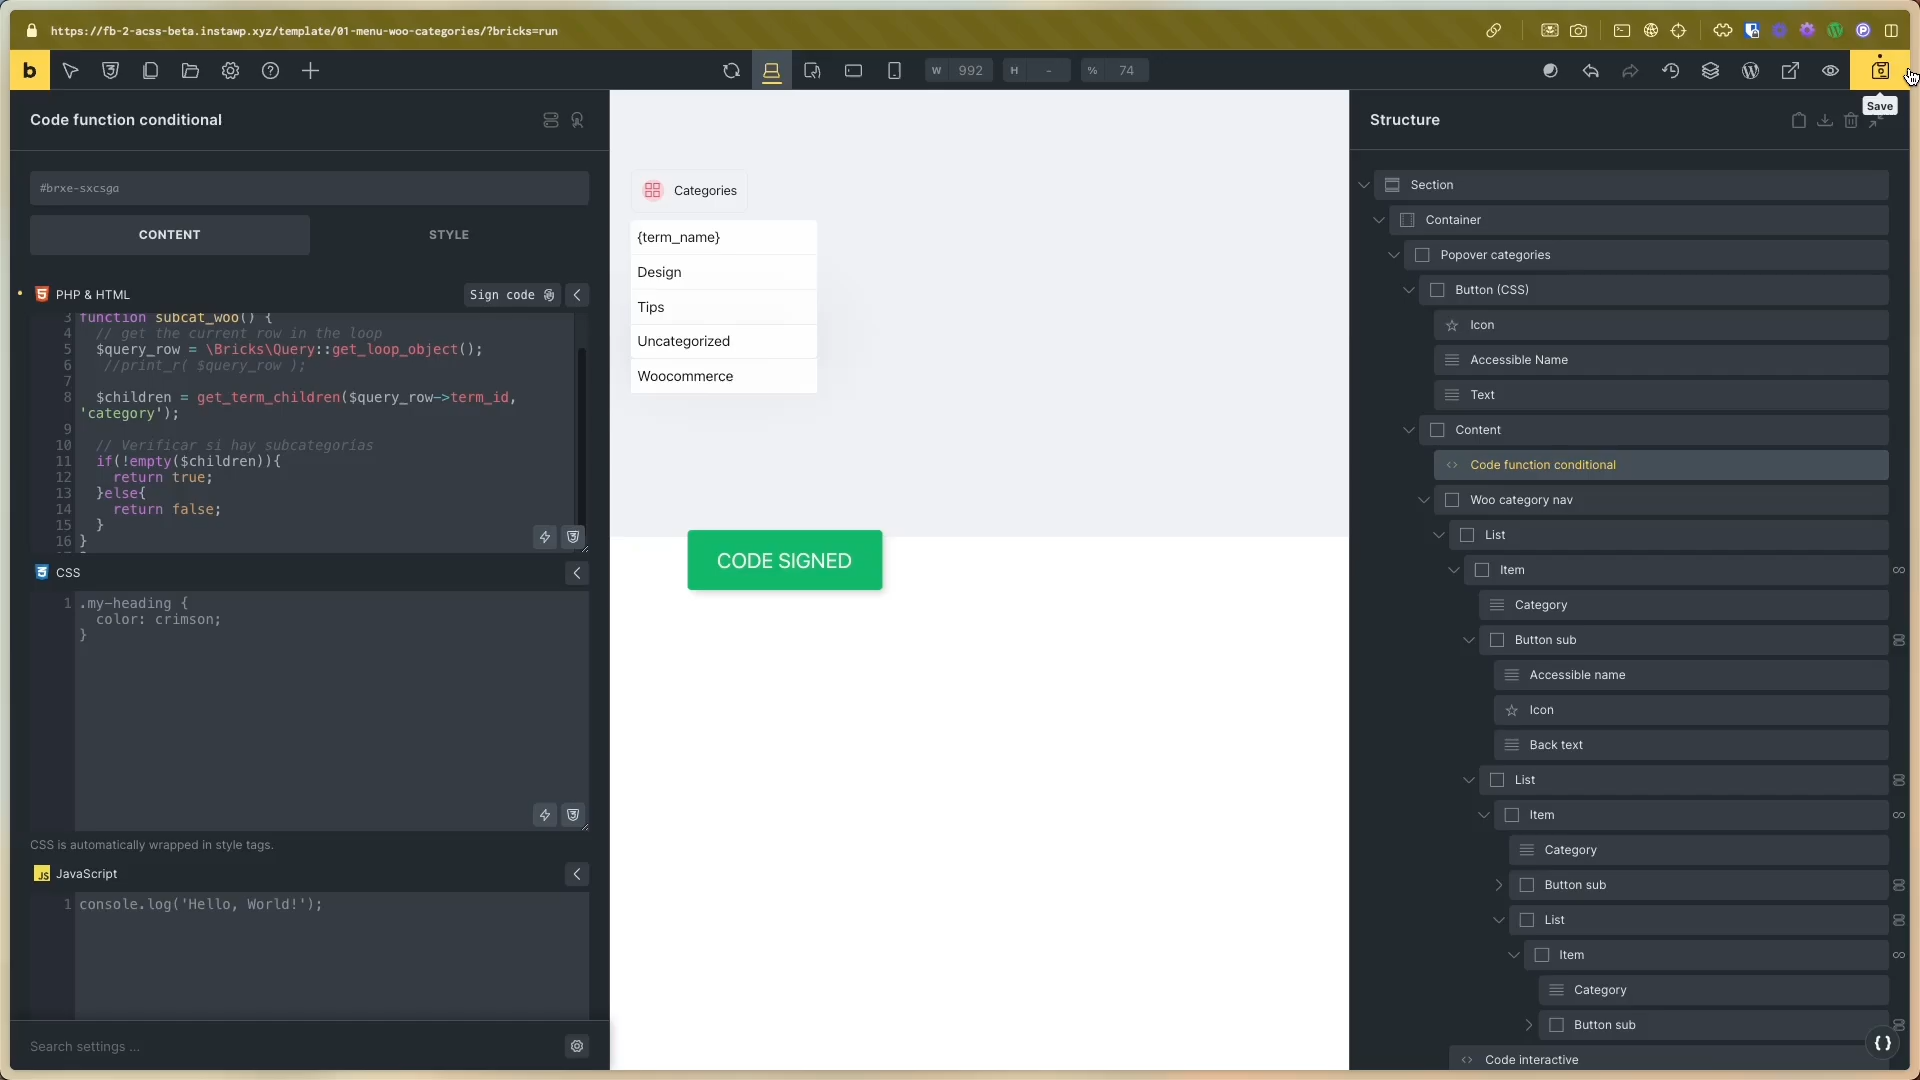 https://fb-2-acss-beta.instawp.xyz/template/01-menu-woo-categories/?bricks=run
b
W 992 H - % 74
Save
Code function conditional
#brxe-sxcsga
CONTENT STYLE
PHP & HTML
Sign code
3 function subcat_woo() {
4 // get the current row in the loop
5 $query_row = \Bricks\Query::get_loop_object();
6 //print_r( $query_row );
7
8 $children = get_term_children($query_row->term_id,
'category');
9
10 // Verificar si hay subcategorías
11 if(!empty($children)){
12 return true;
13 }else{
14 return false;
15 }
16 }
CSS
1 .my-heading {
color: crimson;
}
CSS is automatically wrapped in style tags.
JS JavaScript
1 console.log('Hello, World!');
Search settings ...
Categories
{term_name}
Design
Tips
Uncategorized
Woocommerce
CODE SIGNED
Structure
Section
Container
Popover categories
Button (CSS)
Icon
Accessible Name
Text
Content
Code function conditional
Woo category nav
List
Item
Category
Button sub
Accessible name
Icon
Back text
List
Item
Category
Button sub
List
Item
Category
Button sub
Code interactive